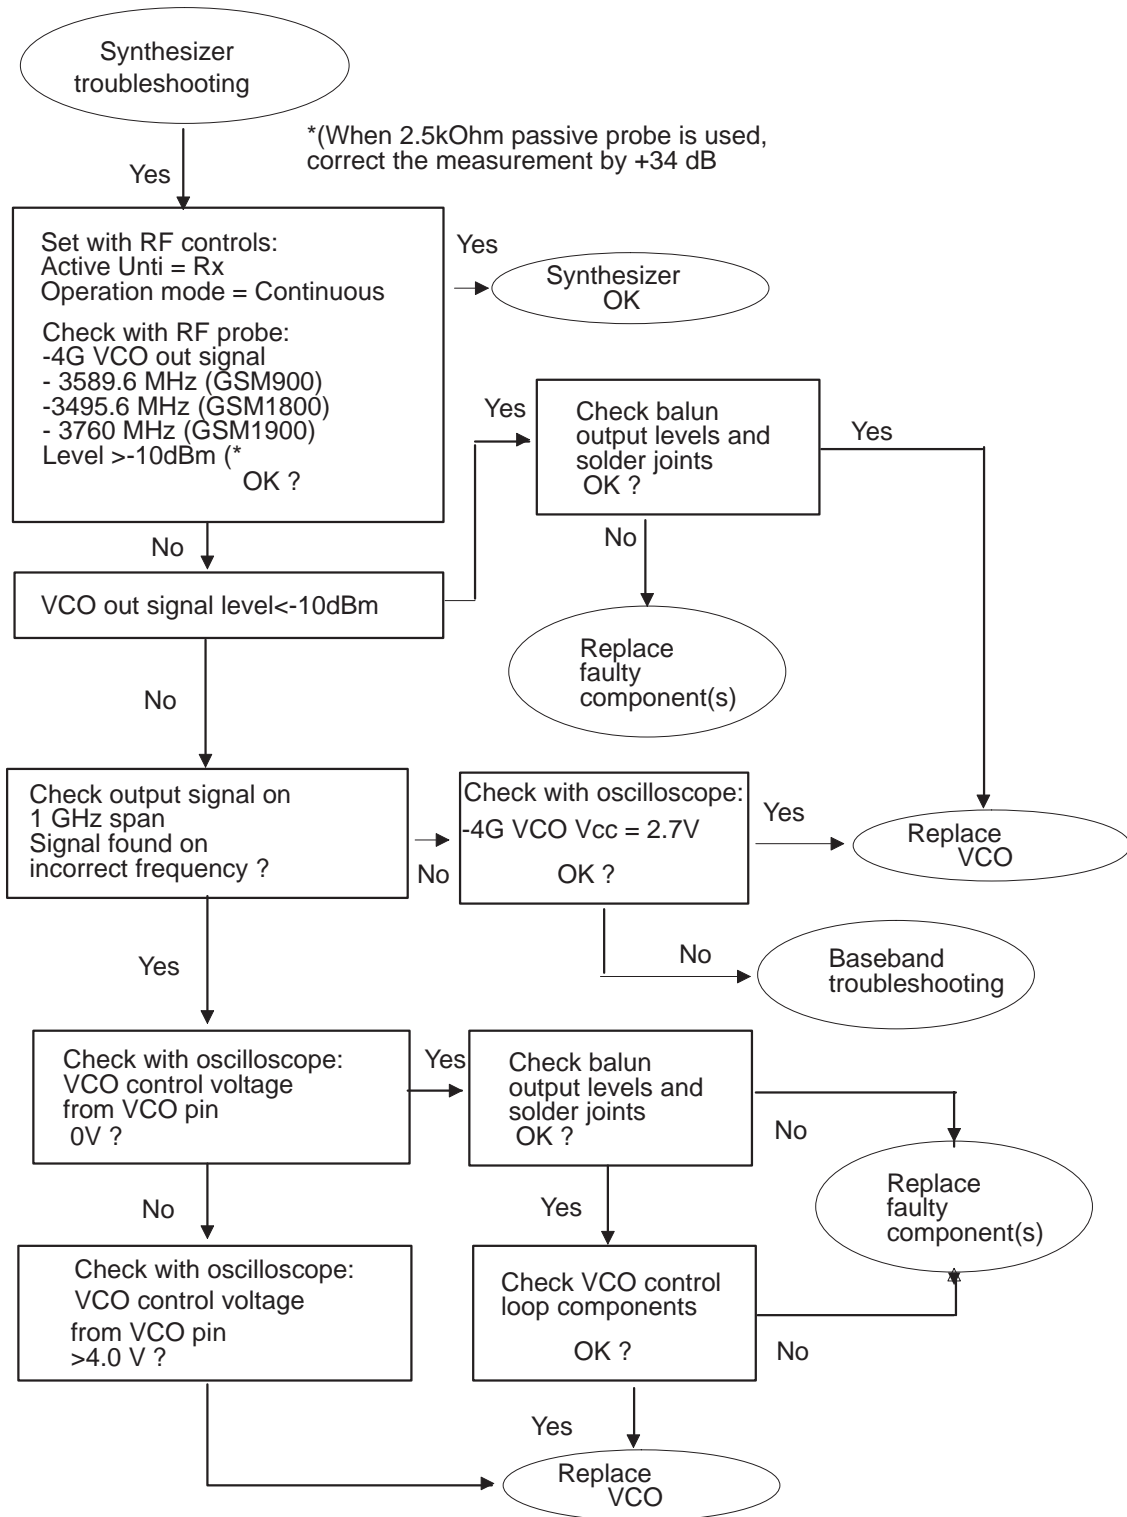 Synthesizer
troubleshooting
*(When 2.5kOhm passive probe is used,
correct the measurement by +34 dB
Yes
Set with RF controls:
Active Unti = Rx
Operation mode = Continuous
Check with RF probe:
-4G VCO out signal
- 3589.6 MHz (GSM900)
-3495.6 MHz (GSM1800)
- 3760 MHz (GSM1900)
Level >-10dBm (*
OK ?
Yes
Synthesizer
OK
No
VCO out signal level<-10dBm
Yes
Check balun
output levels and
solder joints
OK ?
Yes
No
Replace
faulty
component(s)
No
Check output signal on
1 GHz span
Signal found on
incorrect frequency ?
No
Check with oscilloscope:
-4G VCO Vcc = 2.7V
OK ?
Yes
Replace
VCO
No
Baseband
troubleshooting
Yes
Check with oscilloscope:
VCO control voltage
from VCO pin
0V ?
Yes
Check balun
output levels and
solder joints
OK ?
No
Replace
faulty
component(s)
No
Yes
Check with oscilloscope:
VCO control voltage
from VCO pin
>4.0 V ?
Check VCO control
loop components
OK ?
No
Yes
Replace
VCO